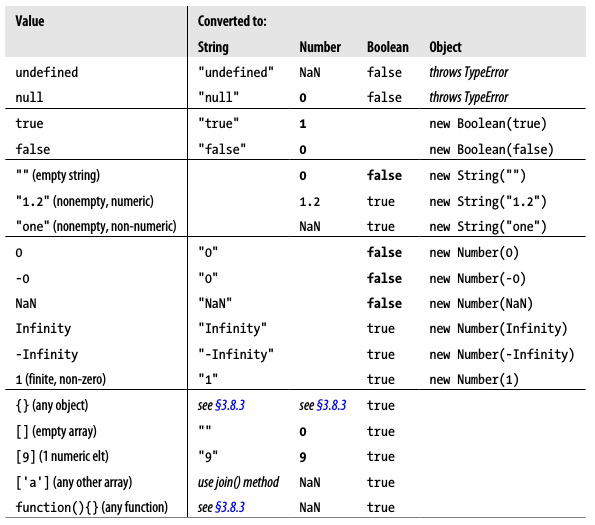 Value Converted to:
String Number Boolean Object
undefined "undefined" NaN false throws TypeError
null "null" 0 false throws TypeError
true "true" 1 new Boolean(true)
false "false" 0 new Boolean(false)
"" (empty string) 0 false new String("")
"1.2" (nonempty, numeric) 1.2 true new String("1.2")
"one" (nonempty, non-numeric) NaN true new String("one")
0 "0" false new Number(0)
-0 "0" false new Number(-0)
NaN "NaN" false new Number(NaN)
Infinity "Infinity" true new Number(Infinity)
-Infinity "-Infinity" true new Number(-Infinity)
1 (finite, non-zero) "1" true new Number(1)
{} (any object) see §3.8.3 see §3.8.3 true
[] (empty array) "" 0 true
[9] (1 numeric elt) "9" 9 true
['a'] (any other array) use join() method NaN true
function(){} (any function) see §3.8.3 NaN true